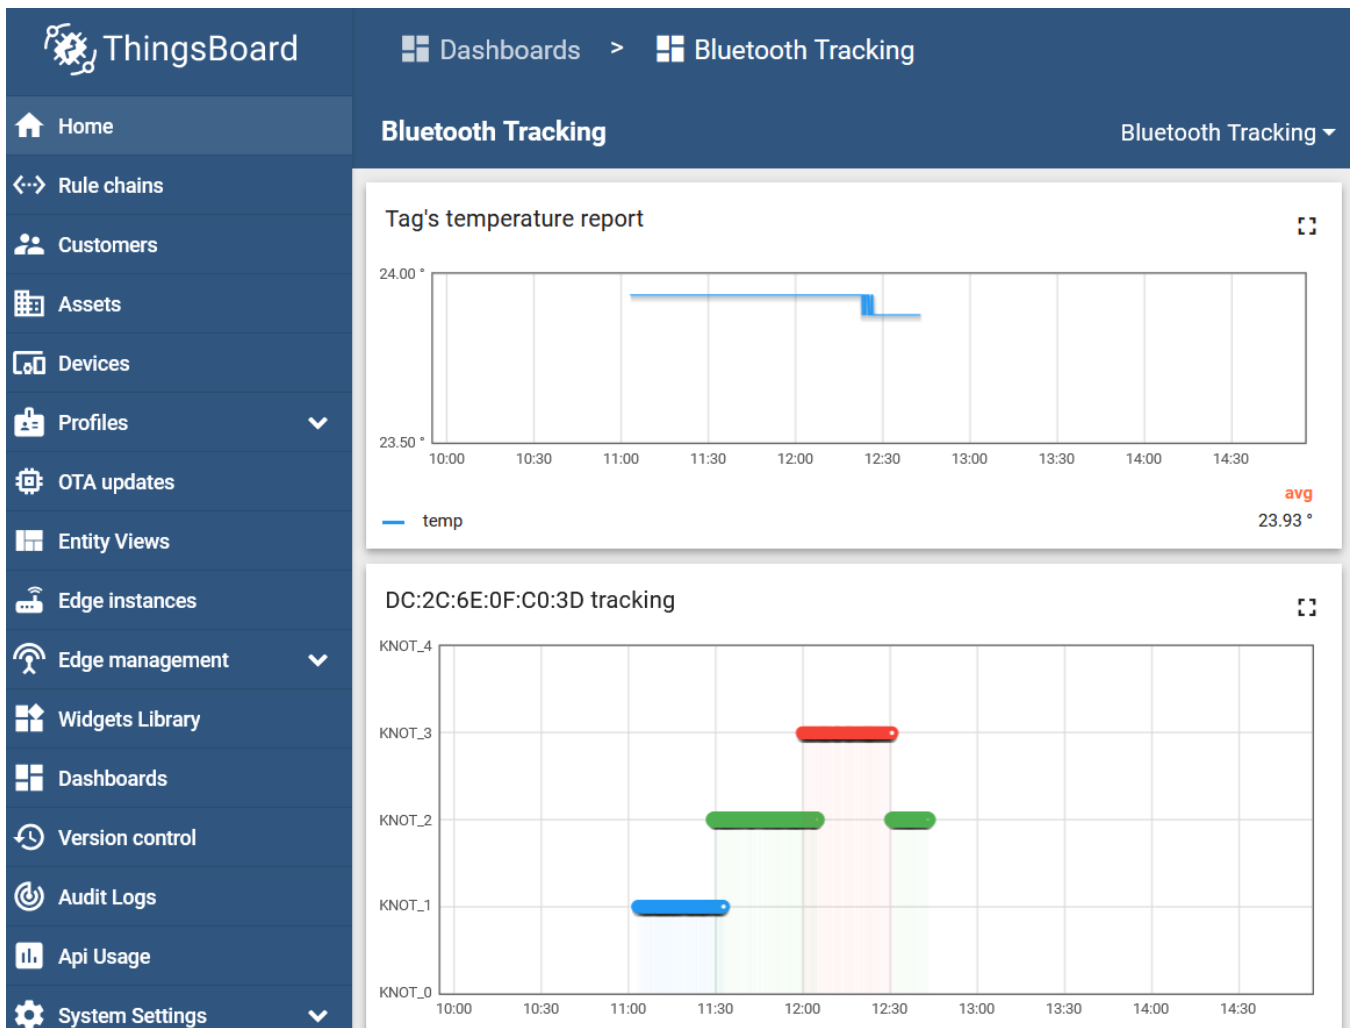 ThingsBoard
Dashboards > Bluetooth Tracking
Home
Rule chains
Customers
Assets
Devices
Profiles
OTA updates
Entity Views
Edge instances
Edge management
Widgets Library
Dashboards
Version control
Audit Logs
Api Usage
System Settings
Bluetooth Tracking
Bluetooth Tracking
Tag's temperature report
24.00 °
23.50 °
10:00 10:30 11:00 11:30 12:00 12:30 13:00 13:30 14:00 14:30
avg
temp 23.93 °
DC:2C:6E:0F:C0:3D tracking
KNOT_4
KNOT_3
KNOT_2
KNOT_1
KNOT_0
10:00 10:30 11:00 11:30 12:00 12:30 13:00 13:30 14:00 14:30